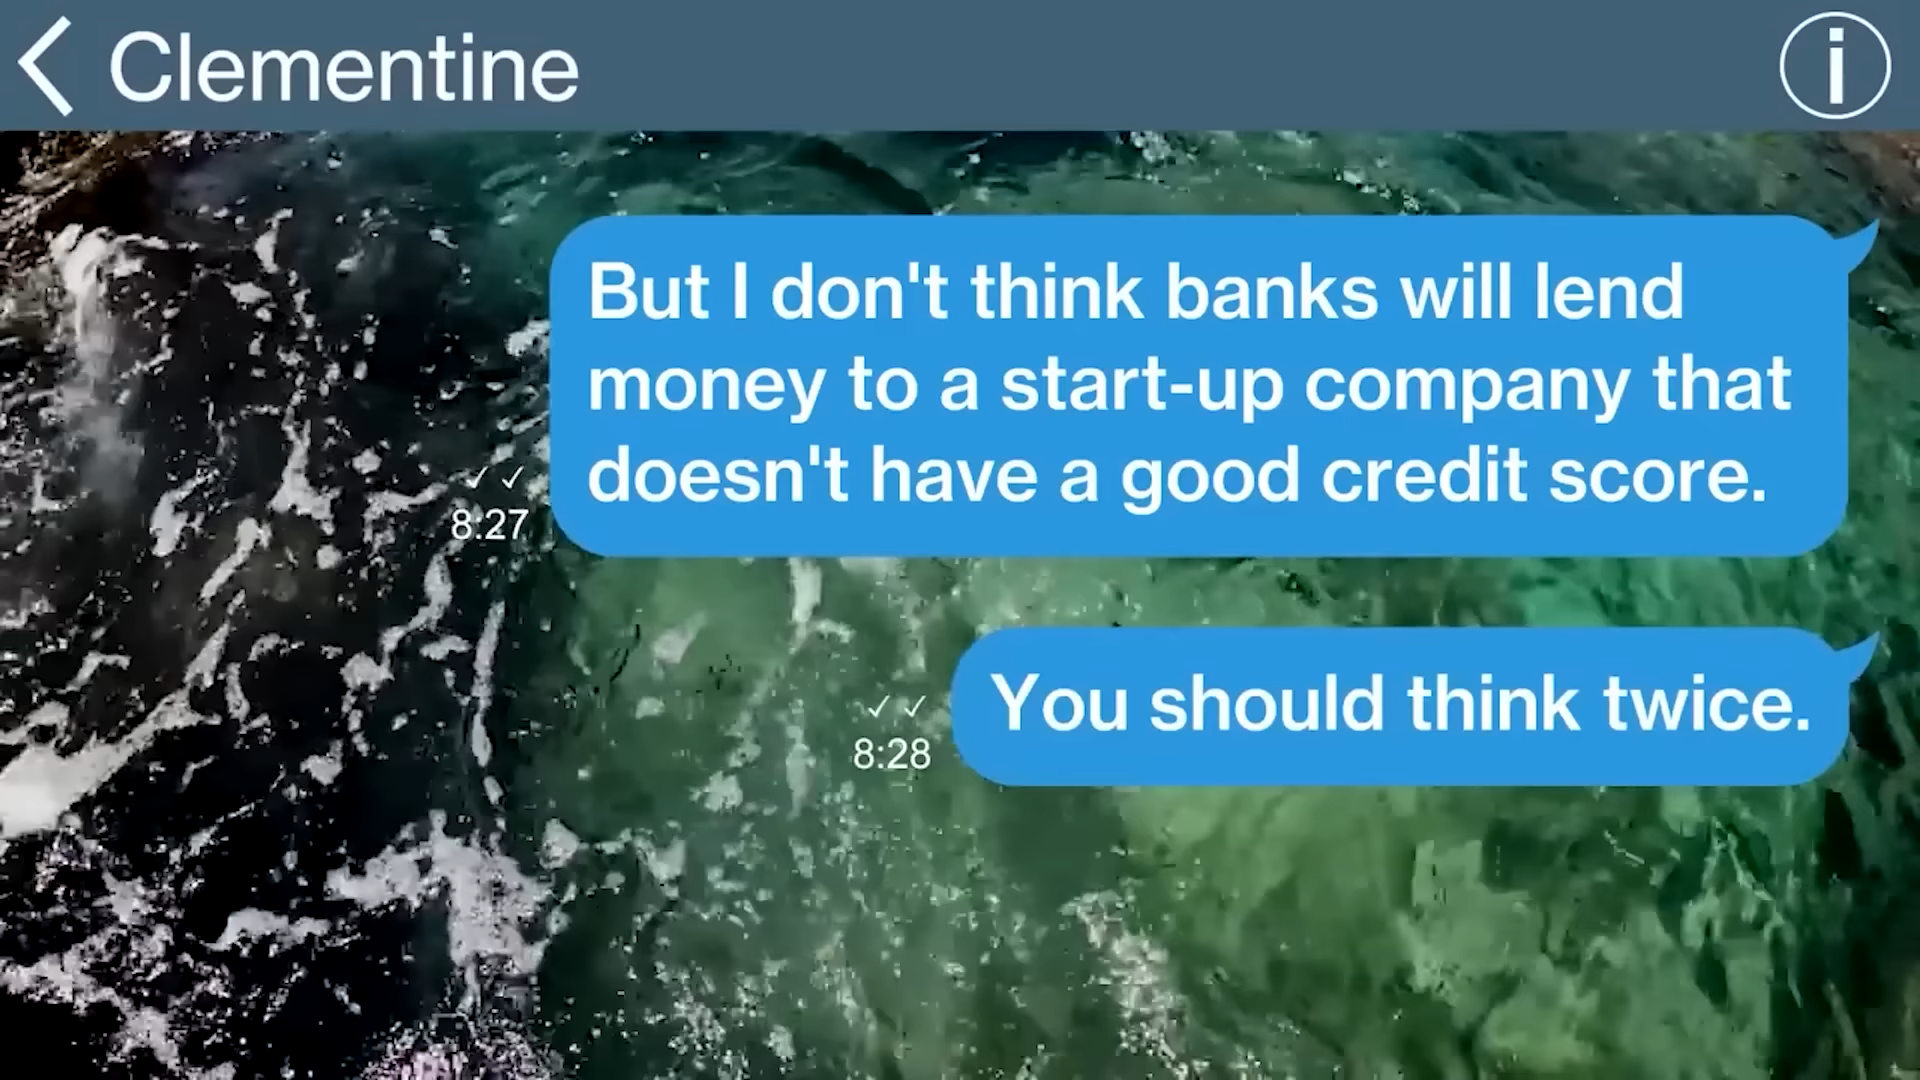 Clementine
But I don't think banks will lend
money to a start-up company that
doesn't have a good credit score.
8:27
You should think twice.
8:28